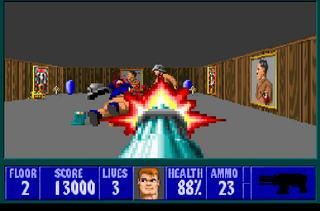 FLOOR SCORE LIVES HEALTH AMMO
2 13000 3 88% 23